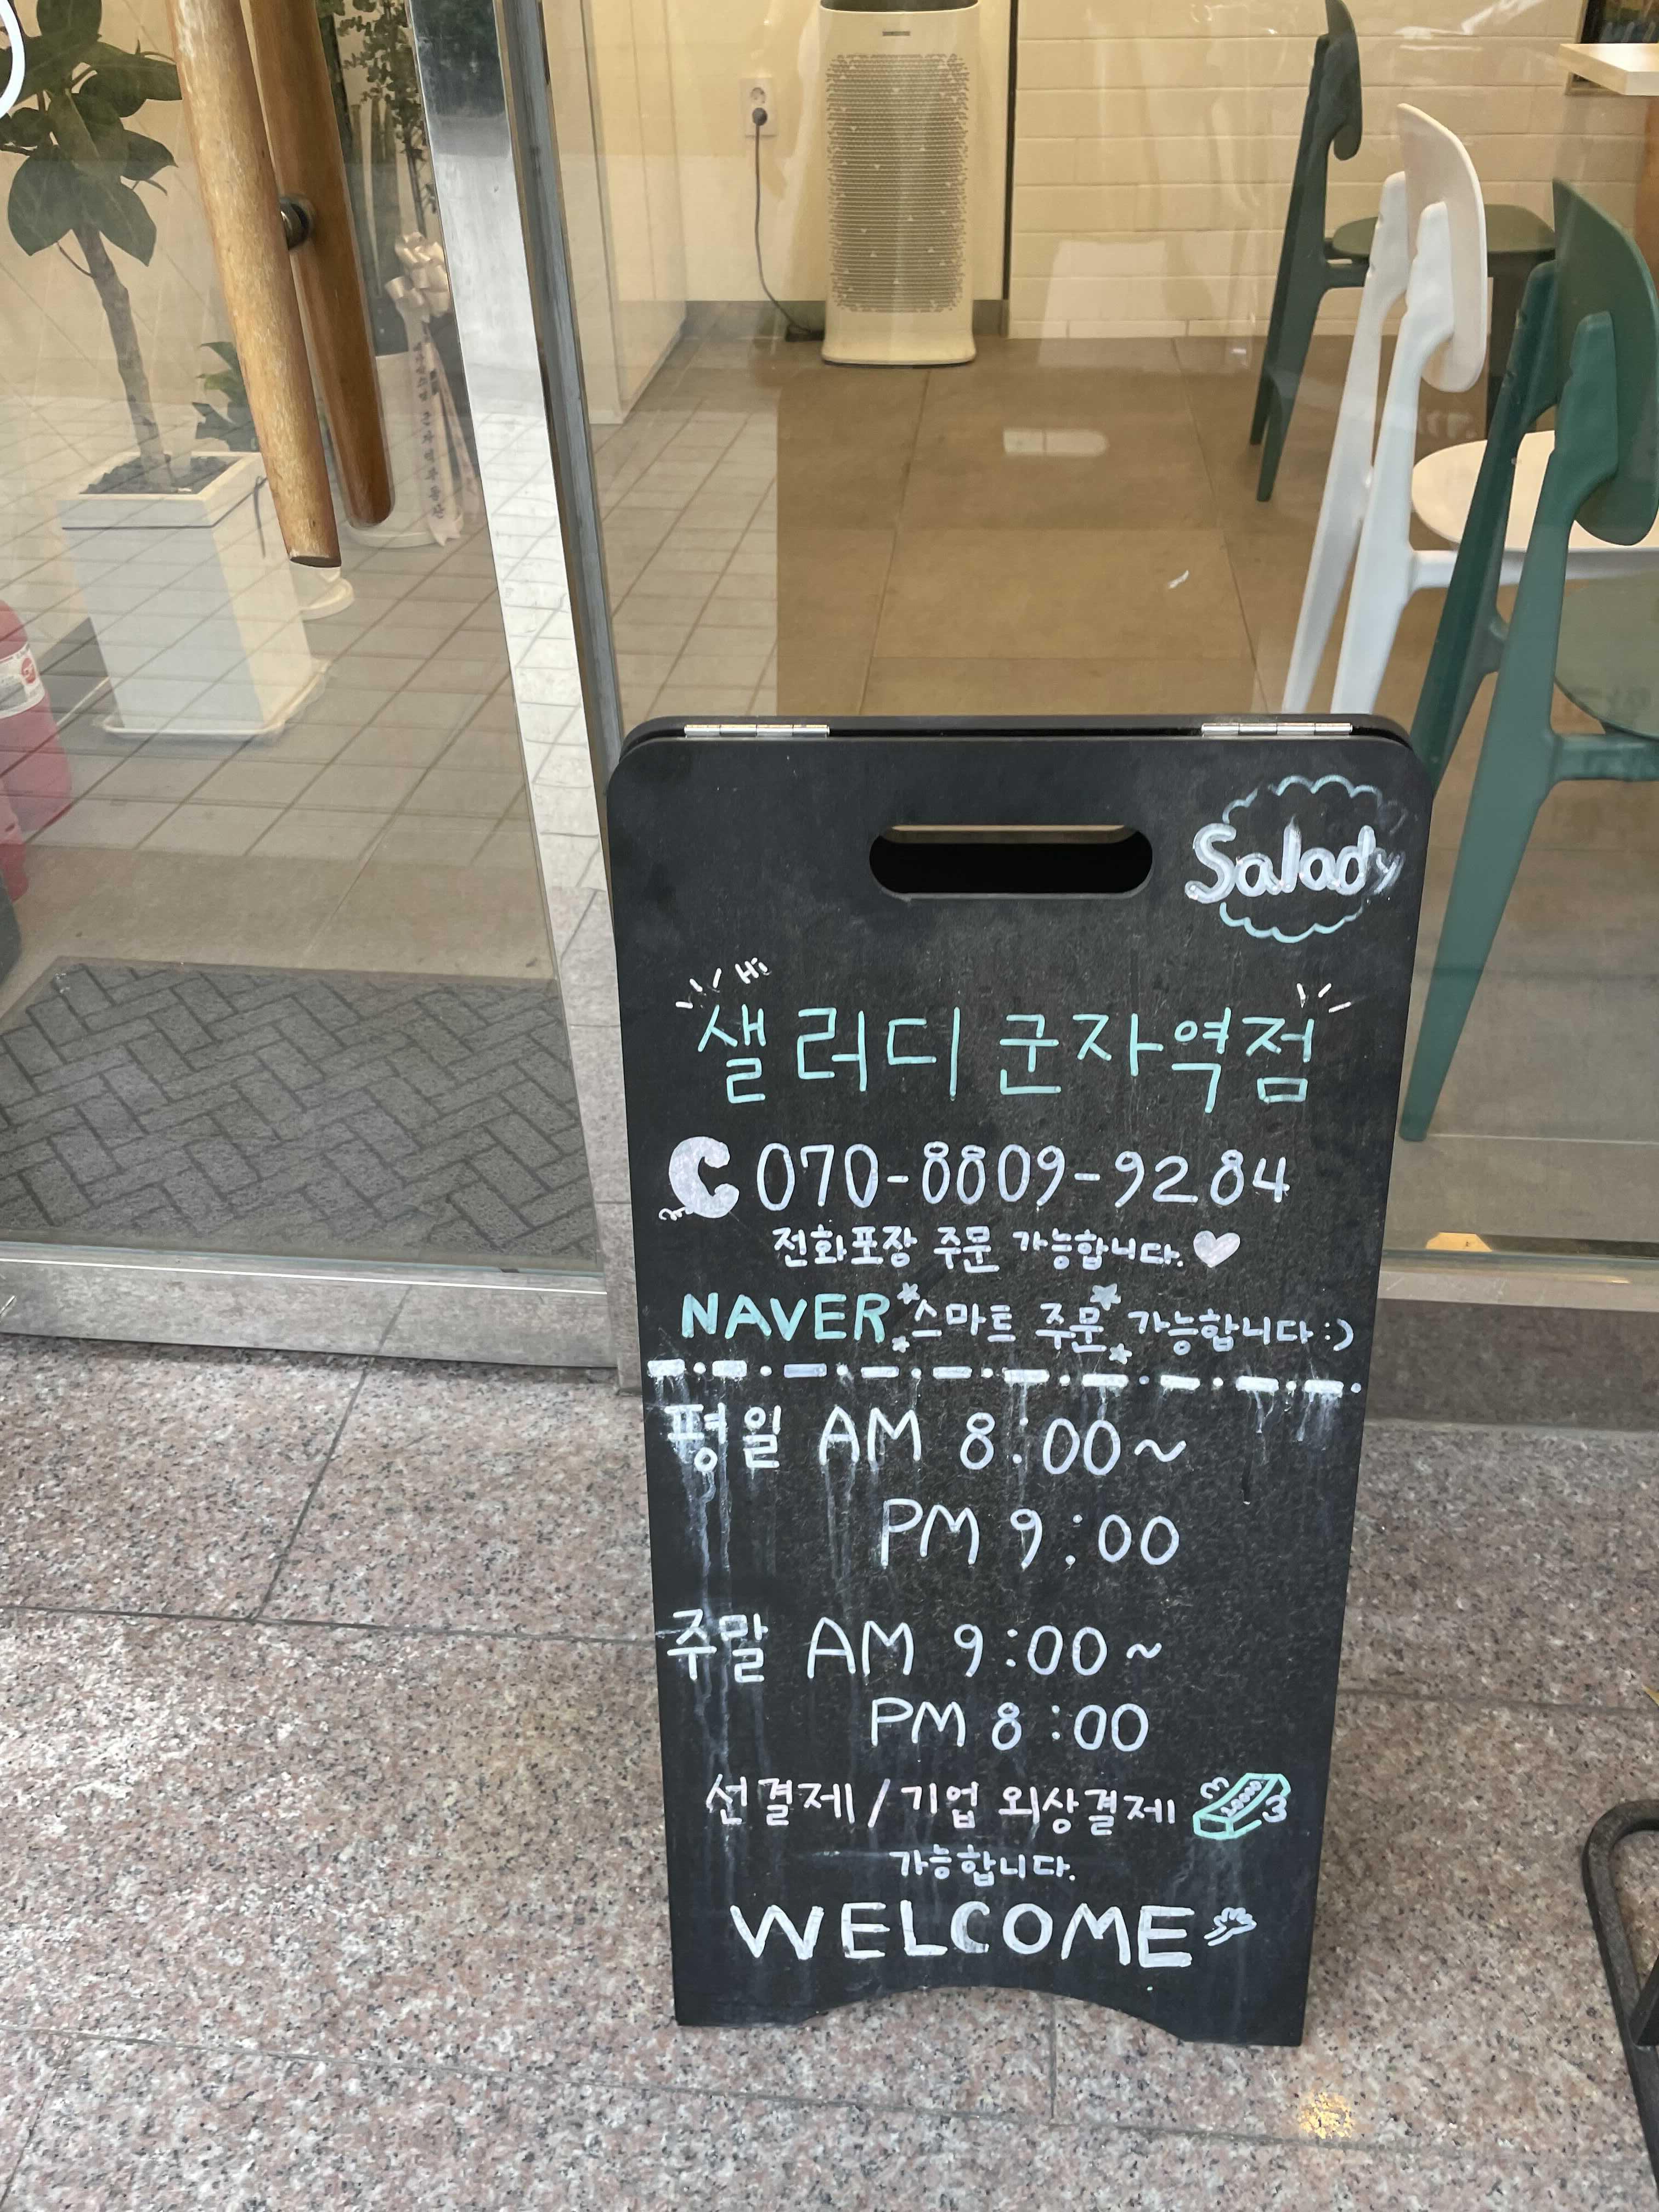 Salady
Hi
샐러디 군자역점
070-8809-9284
전화포장 주문 가능합니다.
NAVER 스마트 주문 가능합니다:)
평일 AM 8:00~
PM 9:00
주말 AM 9:00~
PM 8:00
선결제/기업 외상결제
가능합니다.
WELCOME